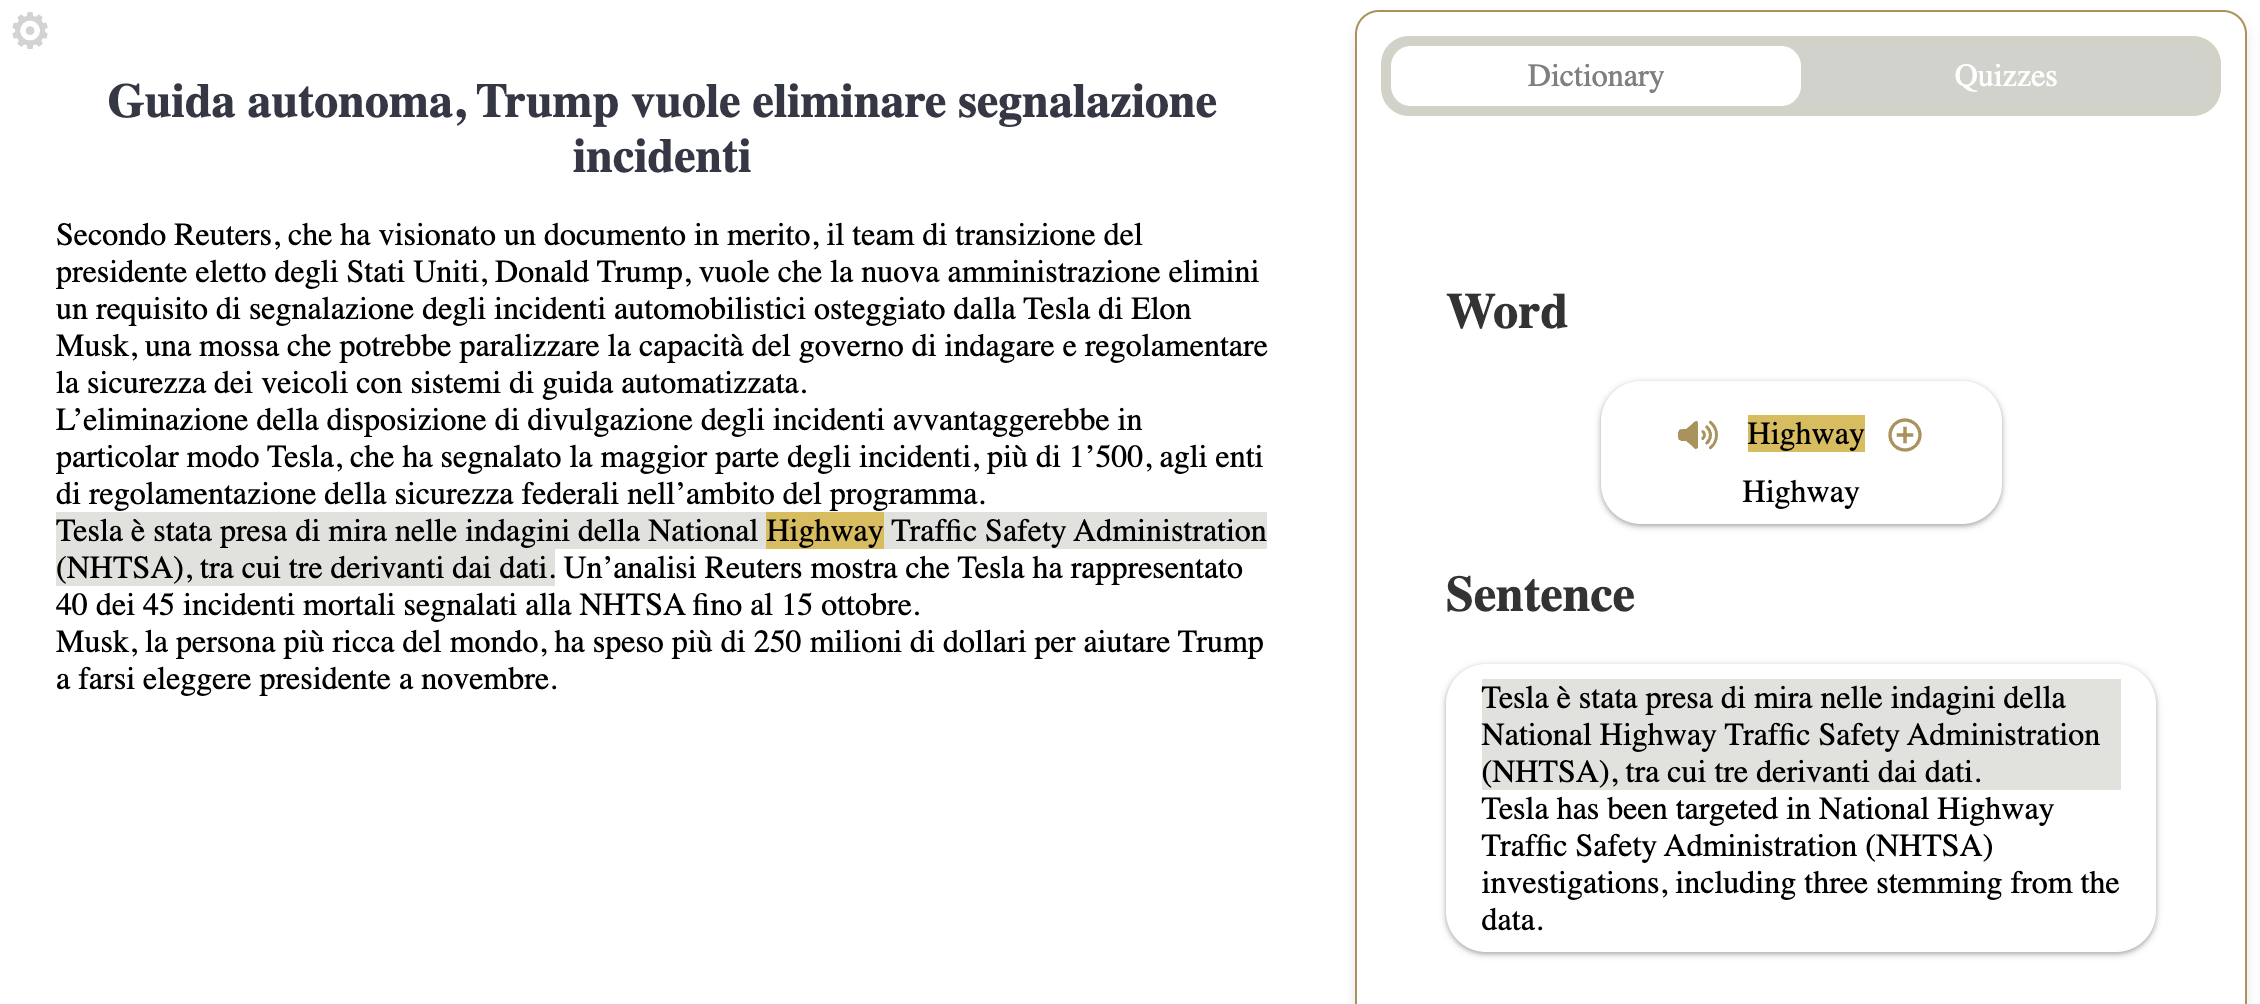 Guida autonoma, Trump vuole eliminare segnalazione
incidenti
Secondo Reuters, che ha visionato un documento in merito, il team di transizione del
presidente eletto degli Stati Uniti, Donald Trump, vuole che la nuova amministrazione elimini
un requisito di segnalazione degli incidenti automobilistici osteggiato dalla Tesla di Elon
Musk, una mossa che potrebbe paralizzare la capacità del governo di indagare e regolamentare
la sicurezza dei veicoli con sistemi di guida automatizzata.
L’eliminazione della disposizione di divulgazione degli incidenti avvantaggerebbe in
particolar modo Tesla, che ha segnalato la maggior parte degli incidenti, più di 1’500, agli enti
di regolamentazione della sicurezza federali nell’ambito del programma.
Tesla è stata presa di mira nelle indagini della National Highway Traffic Safety Administration
(NHTSA), tra cui tre derivanti dai dati. Un’analisi Reuters mostra che Tesla ha rappresentato
40 dei 45 incidenti mortali segnalati alla NHTSA fino al 15 ottobre.
Musk, la persona più ricca del mondo, ha speso più di 250 milioni di dollari per aiutare Trump
a farsi eleggere presidente a novembre.
Dictionary
Quizzes
Word
Highway
Highway
Sentence
Tesla è stata presa di mira nelle indagini della
National Highway Traffic Safety Administration
(NHTSA), tra cui tre derivanti dai dati.
Tesla has been targeted in National Highway
Traffic Safety Administration (NHTSA)
investigations, including three stemming from the
data.